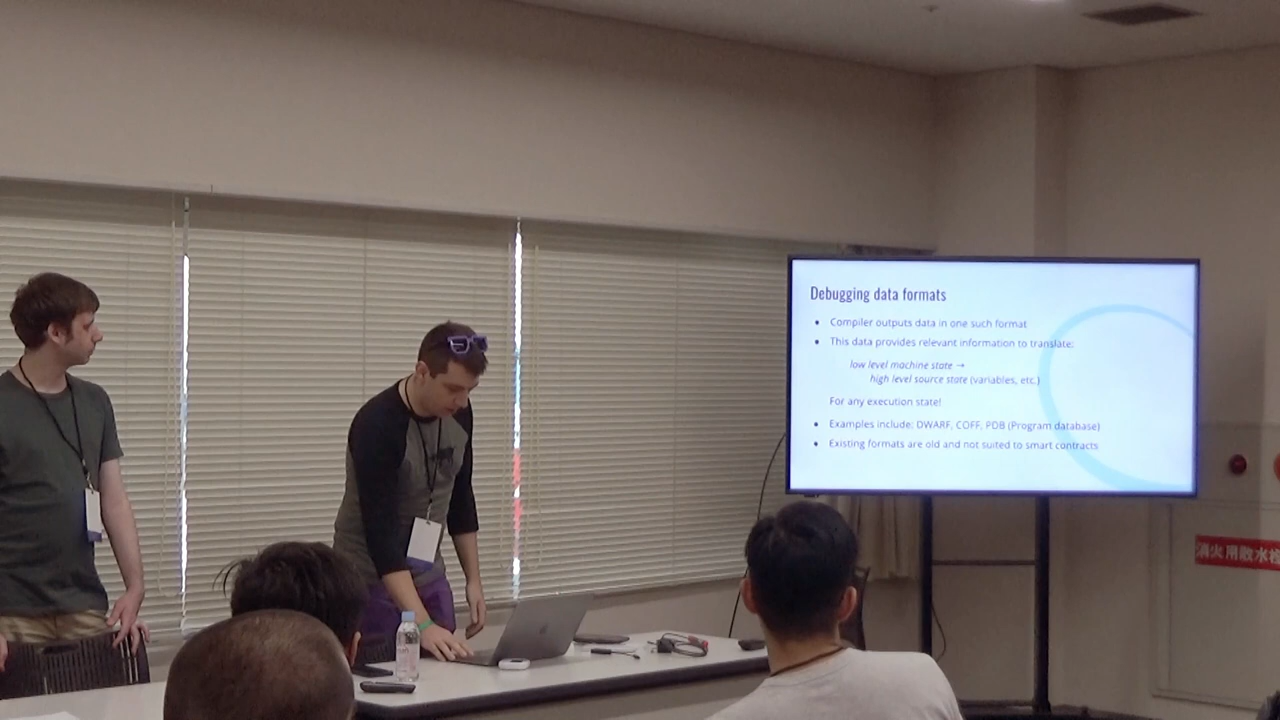 Debugging data formats
• Compiler outputs data in one such format
• This data provides relevant information to translate:
low level machine state →
high level source state (variables, etc.)
For any execution state!
• Examples include: DWARF, COFF, PDB (Program database)
• Existing formats are old and not suited to smart contracts
消火用散水栓